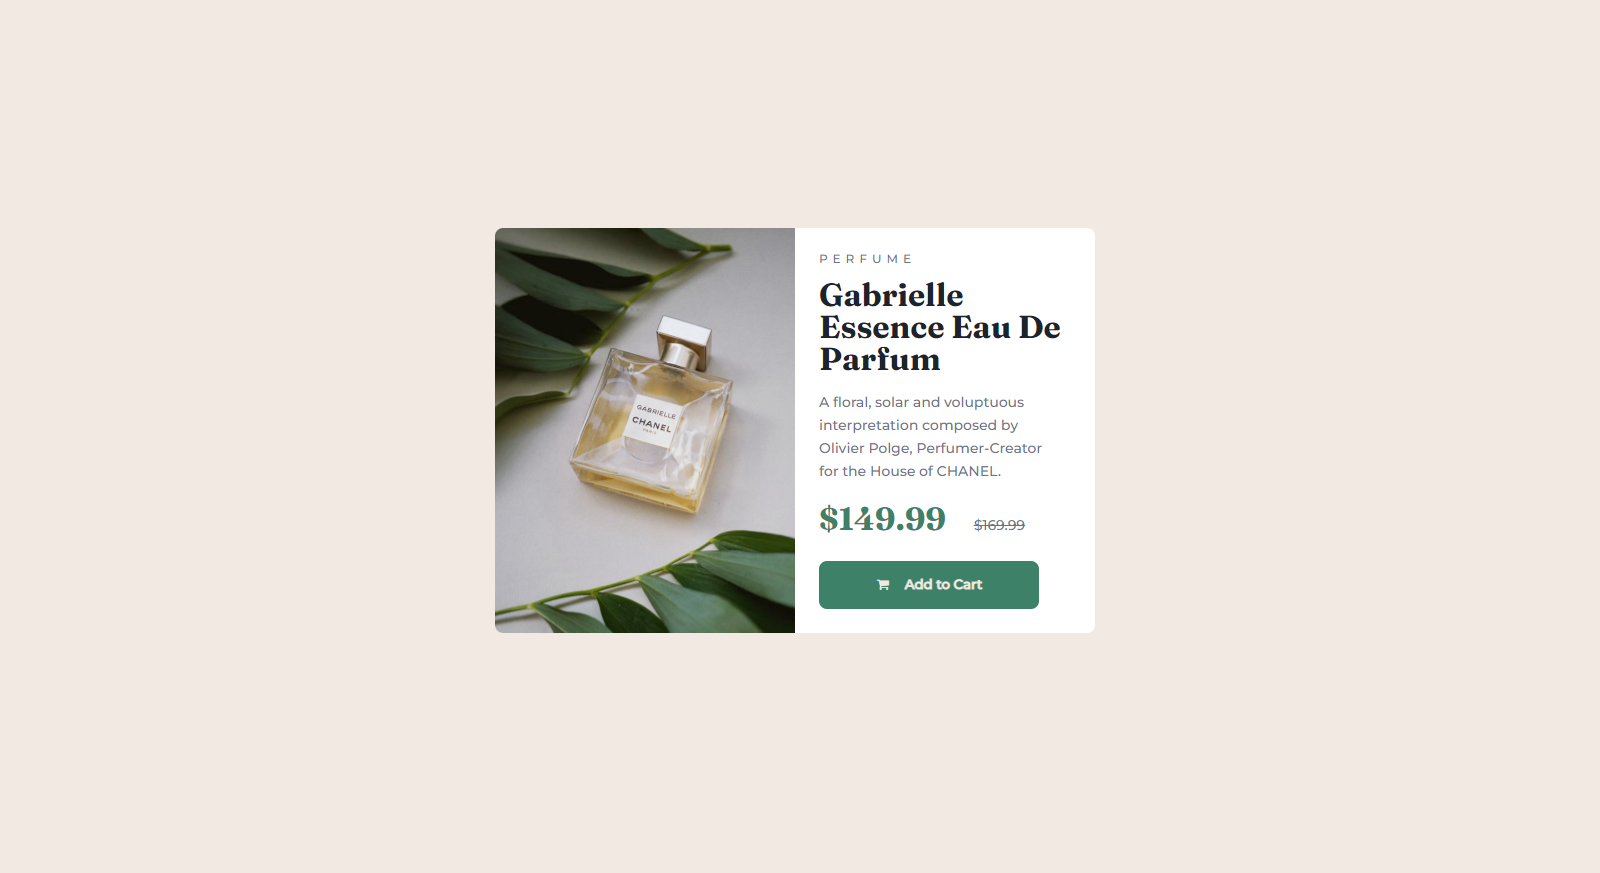 GABRIELLE
CHANEL
PARIS
PERFUME
Gabrielle
Essence Eau De
Parfum
A floral, solar and voluptuous
interpretation composed by
Olivier Polge, Perfumer-Creator
for the House of CHANEL.
$149.99 $169.99
Add to Cart